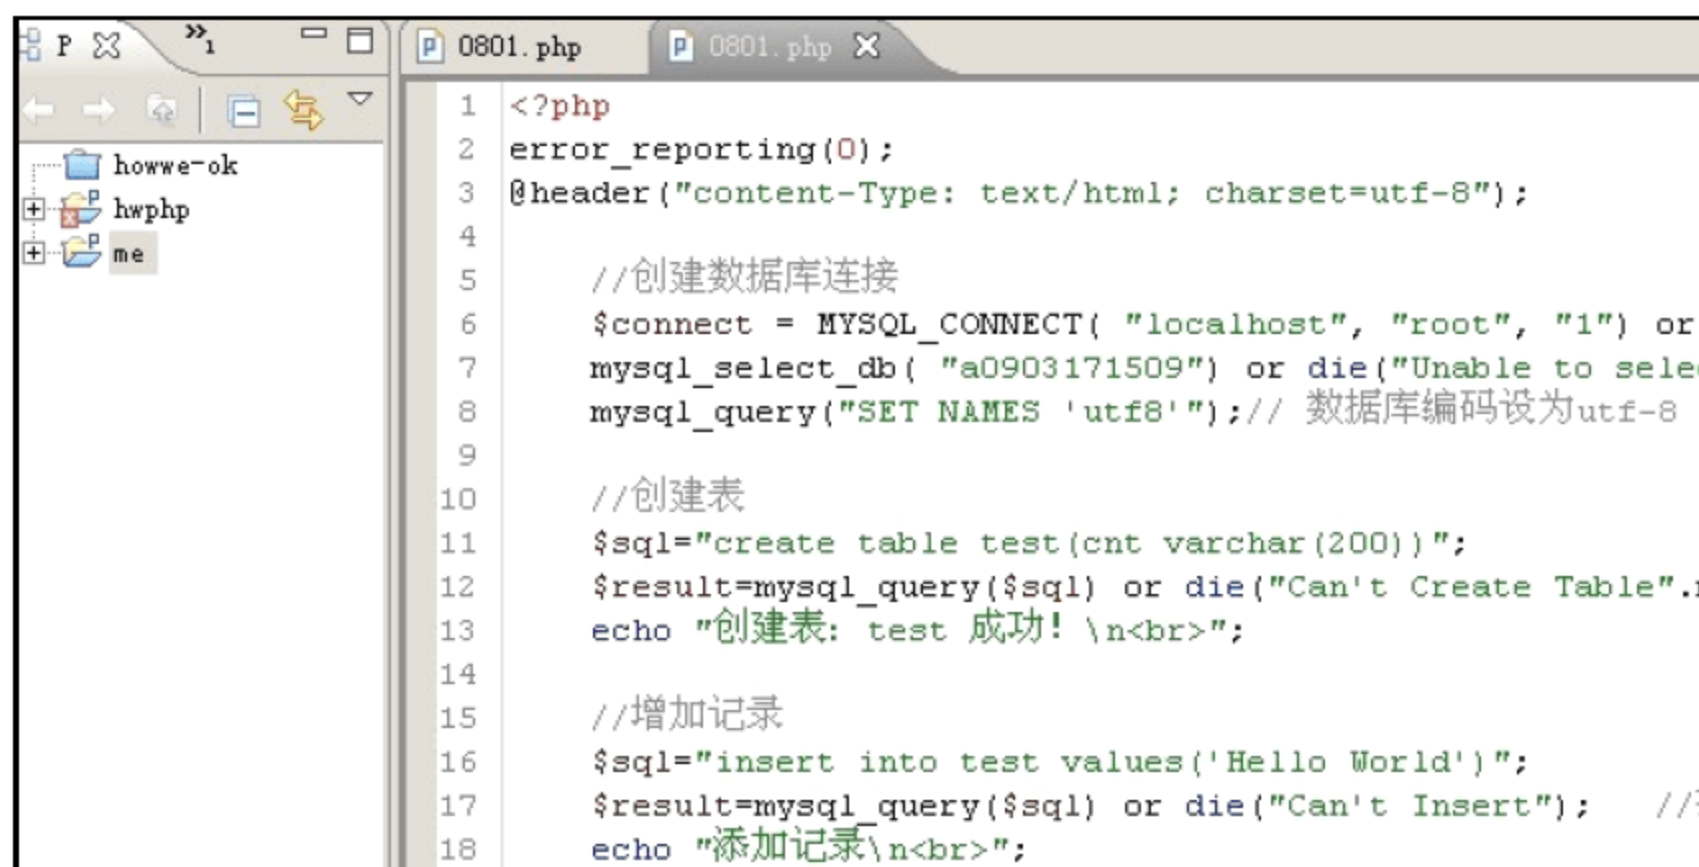 P
»1
0801.php
0801.php
howwe-ok
hwphp
me
1 <?php
2 error_reporting(0);
3 @header("content-Type: text/html; charset=utf-8");
4
5 //创建数据库连接
6 $connect = MYSQL_CONNECT( "localhost", "root", "1") or
7 mysql_select_db( "a0903171509") or die("Unable to selec
8 mysql_query("SET NAMES 'utf8'");// 数据库编码设为utf-8
9
10 //创建表
11 $sql="create table test(cnt varchar(200))";
12 $result=mysql_query($sql) or die("Can't Create Table".
13 echo "创建表: test 成功! \n<br>";
14
15 //增加记录
16 $sql="insert into test values('Hello World')";
17 $result=mysql_query($sql) or die("Can't Insert"); //
18 echo "添加记录\n<br>";